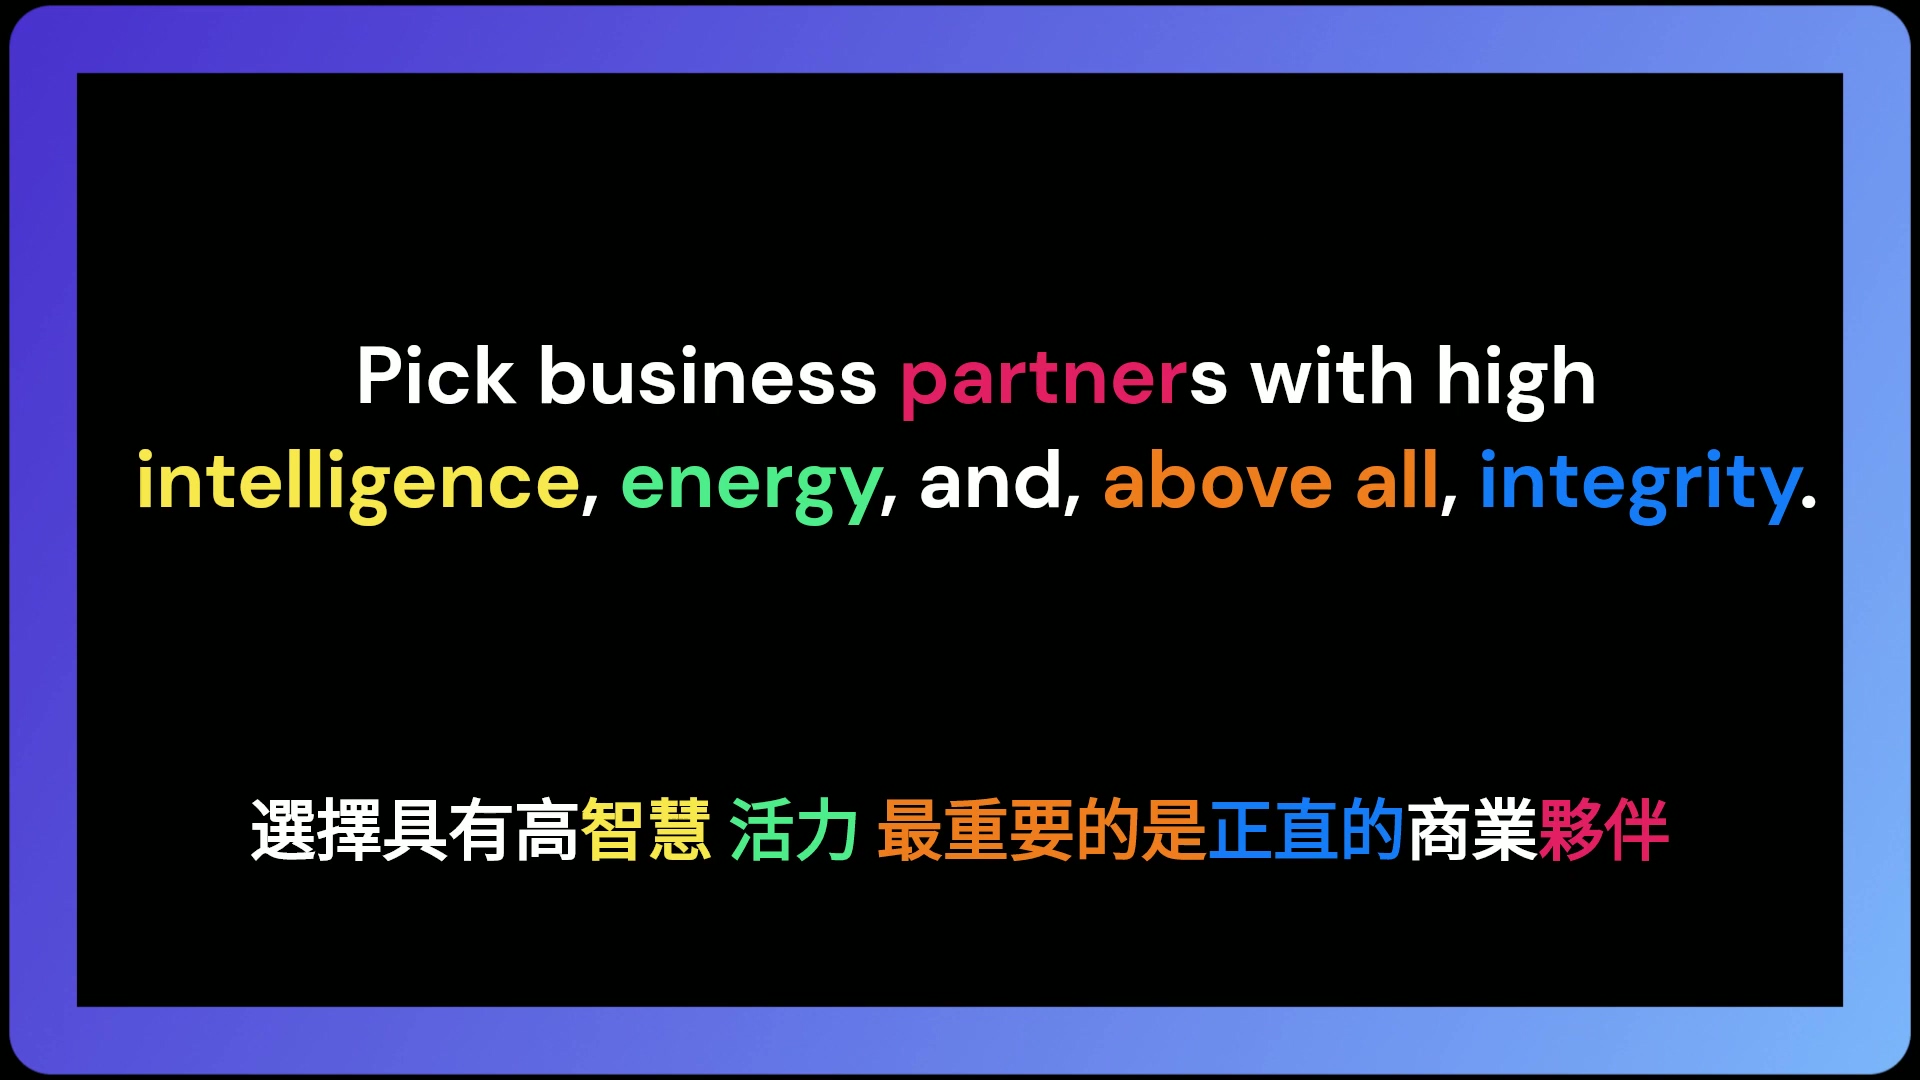 Pick business partners with high
intelligence, energy, and, above all, integrity.
選擇具有高智慧 活力 最重要的是正直的商業夥伴